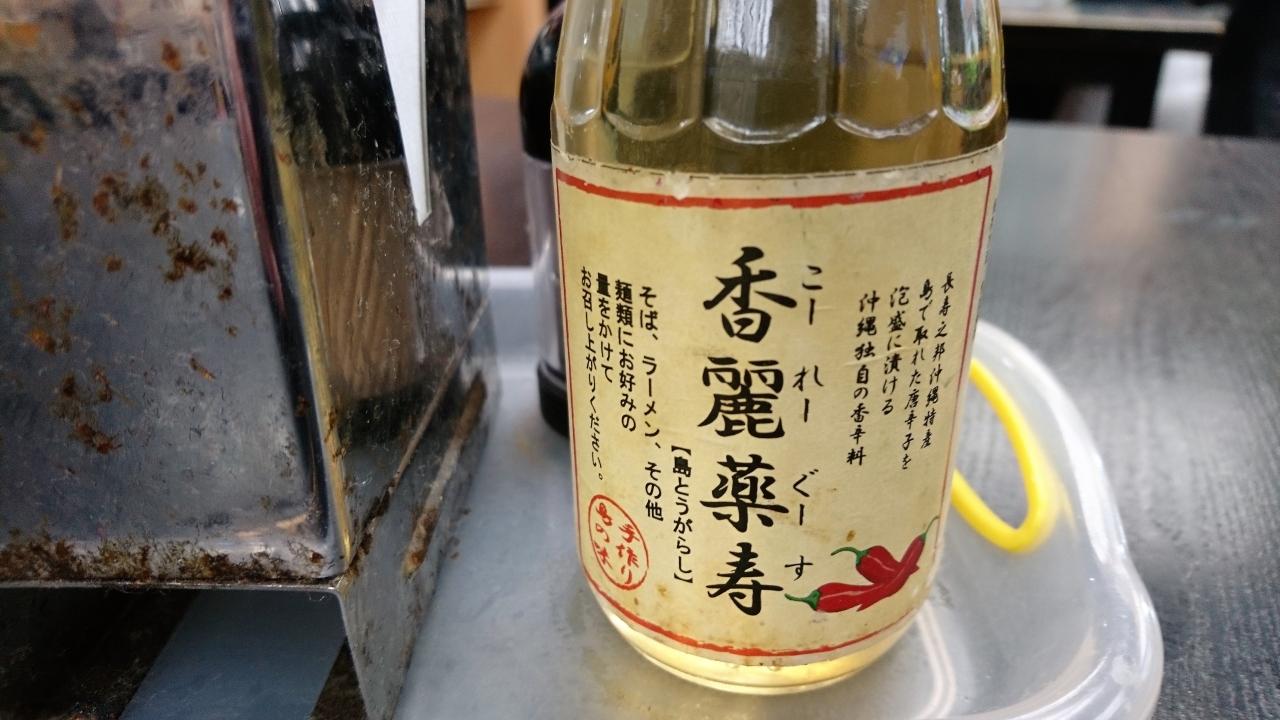 長寿之邦沖縄特産
島で取れた唐辛子を
泡盛に漬ける
沖縄独自の香辛料
こーれーぐーす
香麗薬寿
【島とうがらし】
そば、ラーメン、その他
麺類にお好みの
量をかけて
お召し上がりください。
手作り
島の味